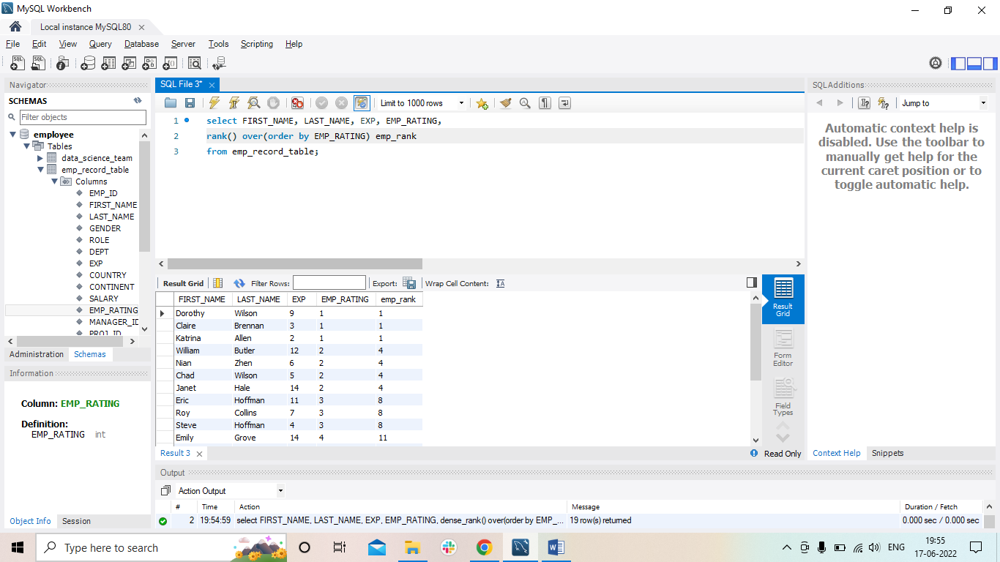 MySQL Workbench
Local instance MySQL80
File Edit View Query Database Server Tools Scripting Help
Navigator
SCHEMAS
Filter objects
employee
Tables
data_science_team
emp_record_table
Columns
EMP_ID
FIRST_NAME
LAST_NAME
GENDER
ROLE
DEPT
EXP
COUNTRY
CONTINENT
SALARY
EMP_RATING
MANAGER_ID
PROJ_ID
Administration Schemas
Information
Column: EMP_RATING
Definition:
EMP_RATING int
Object Info Session
SQL File 3*
Limit to 1000 rows
1 select FIRST_NAME, LAST_NAME, EXP, EMP_RATING,
2 rank() over(order by EMP_RATING) emp_rank
3 from emp_record_table;
Result Grid Filter Rows: Export: Wrap Cell Content:
FIRST_NAME LAST_NAME EXP EMP_RATING emp_rank
Dorothy Wilson 9 1 1
Claire Brennan 3 1 1
Katrina Allen 2 1 1
William Butler 12 2 4
Nian Zhen 6 2 4
Chad Wilson 5 2 4
Janet Hale 14 2 4
Eric Hoffman 11 3 8
Roy Collins 7 3 8
Steve Hoffman 4 3 8
Emily Grove 14 4 11
Result
Grid
Form
Editor
Field
Types
Result 3
Read Only
SQLAdditions
Jump to
Automatic context help is
disabled. Use the toolbar to
manually get help for the
current caret position or to
toggle automatic help.
Context Help Snippets
Output
Action Output
# Time Action Message Duration / Fetch
2 19:54:59 select FIRST_NAME, LAST_NAME, EXP, EMP_RATING, dense_rank() over(order by EMP_... 19 row(s) returned 0.000 sec / 0.000 sec
Type here to search
ENG
19:55
17-06-2022